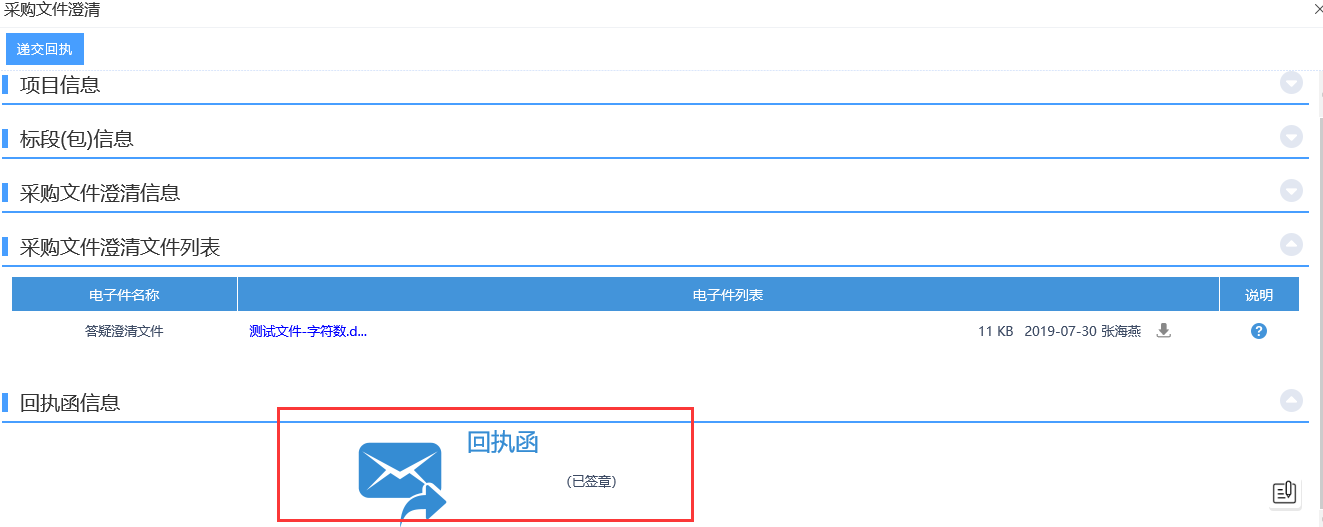 采购文件澄清
递交回执
项目信息
标段(包)信息
采购文件澄清信息
采购文件澄清文件列表
电子件名称 电子件列表 说明
答疑澄清文件 测试文件-字符数.d... 11 KB 2019-07-30 张海燕
回执函信息
回执函
(已签章)